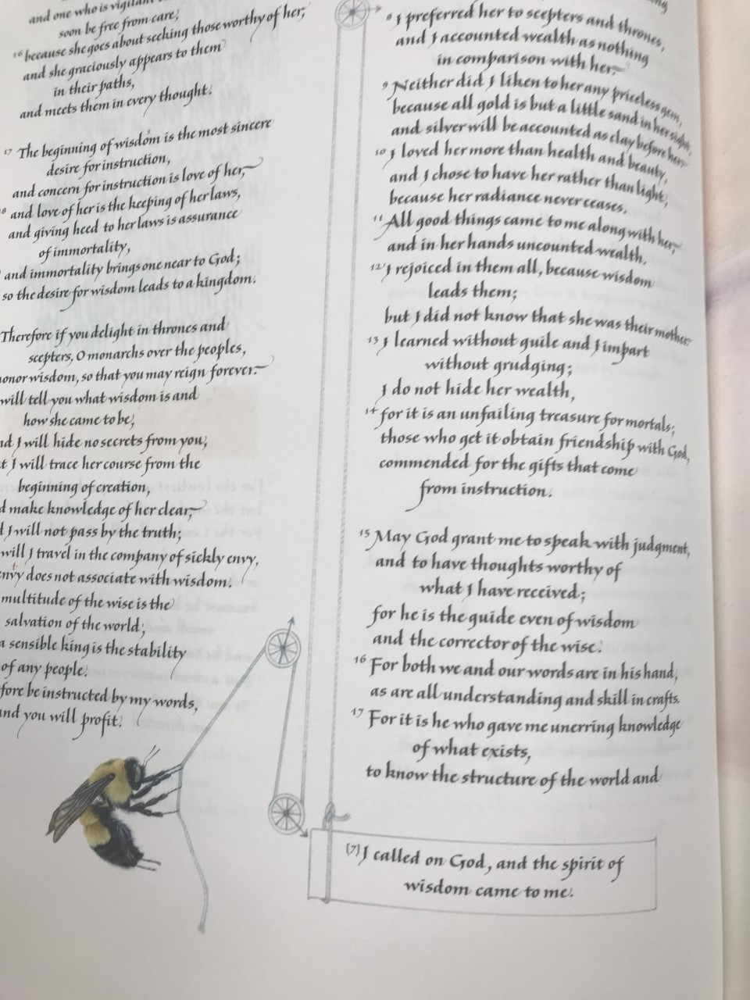 and one who is vigilant
soon be free from care,
16 because she goes about seeking those worthy of her,
and she graciously appears to them
in their paths,
and meets them in every thought.
17 The beginning of wisdom is the most sincere
desire for instruction,
and concern for instruction is love of her,
and love of her is the keeping of her laws,
and giving heed to her laws is assurance
of immortality,
and immortality brings one near to God;
so the desire for wisdom leads to a kingdom.
Therefore if you delight in thrones and
scepters, O monarchs over the peoples,
honor wisdom, so that you may reign forever.
will tell you what wisdom is and
how she came to be,
and I will hide no secrets from you,
I will trace her course from the
beginning of creation,
make knowledge of her clear,
I will not pass by the truth;
will I travel in the company of sickly envy,
envy does not associate with wisdom.
multitude of the wise is the
salvation of the world,
a sensible king is the stability
of any people.
fore be instructed by my words,
and you will profit.
8 I preferred her to scepters and thrones,
and I accounted wealth as nothing
in comparison with her.
9 Neither did I liken to her any priceless gem,
because all gold is but a little sand in her sight,
and silver will be accounted as clay before her.
10 I loved her more than health and beauty,
and I chose to have her rather than light,
because her radiance never ceases.
11 All good things came to me along with her,
and in her hands uncounted wealth.
12 I rejoiced in them all, because wisdom
leads them;
but I did not know that she was their mother.
13 I learned without guile and I impart
without grudging;
I do not hide her wealth,
14 for it is an unfailing treasure for mortals;
those who get it obtain friendship with God,
commended for the gifts that come
from instruction.
15 May God grant me to speak with judgment,
and to have thoughts worthy of
what I have received;
for he is the guide even of wisdom
and the corrector of the wise.
16 For both we and our words are in his hand,
as are all understanding and skill in crafts.
17 For it is he who gave me unerring knowledge
of what exists,
to know the structure of the world and
(7) I called on God, and the spirit of
wisdom came to me.